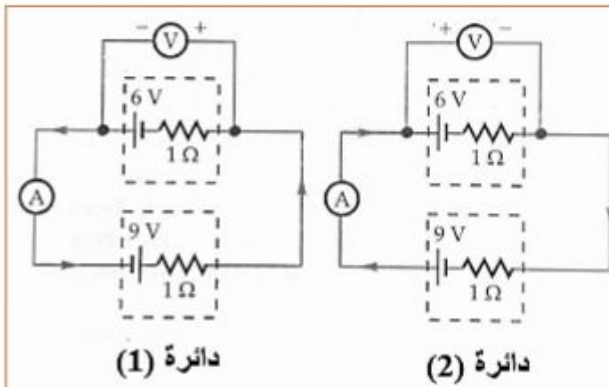 − V + + V −
6 V 6 V
1 Ω 1 Ω
A A
9 V 9 V
1 Ω 1 Ω
دائرة (1) دائرة (2)